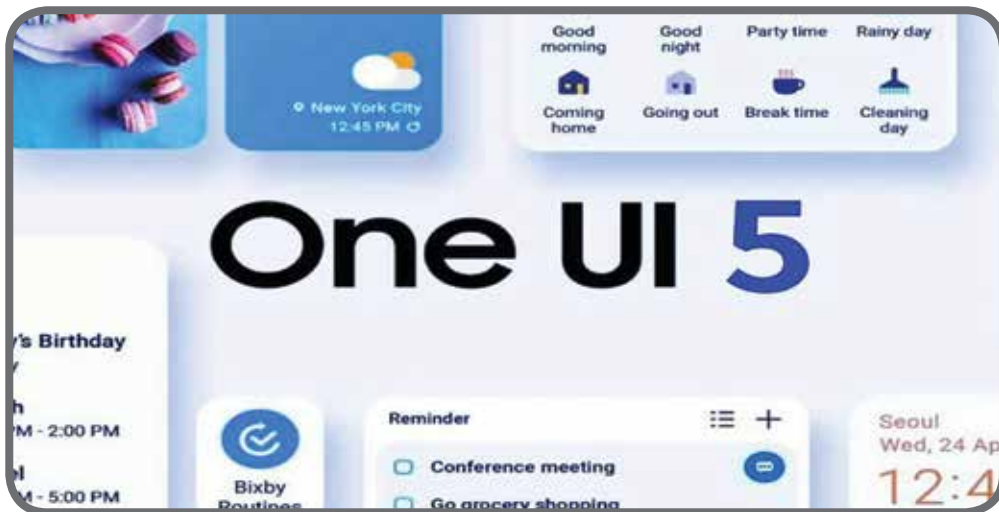 Good morning
Good night
Party time
Rainy day
New York City
12:45 PM
Coming home
Going out
Break time
Cleaning day
One UI 5
's Birthday
M - 2:00 PM
M - 5:00 PM
Bixby
Routines
Reminder
Conference meeting
Go grocery shopping
Seoul
Wed, 24 Ap
12:4